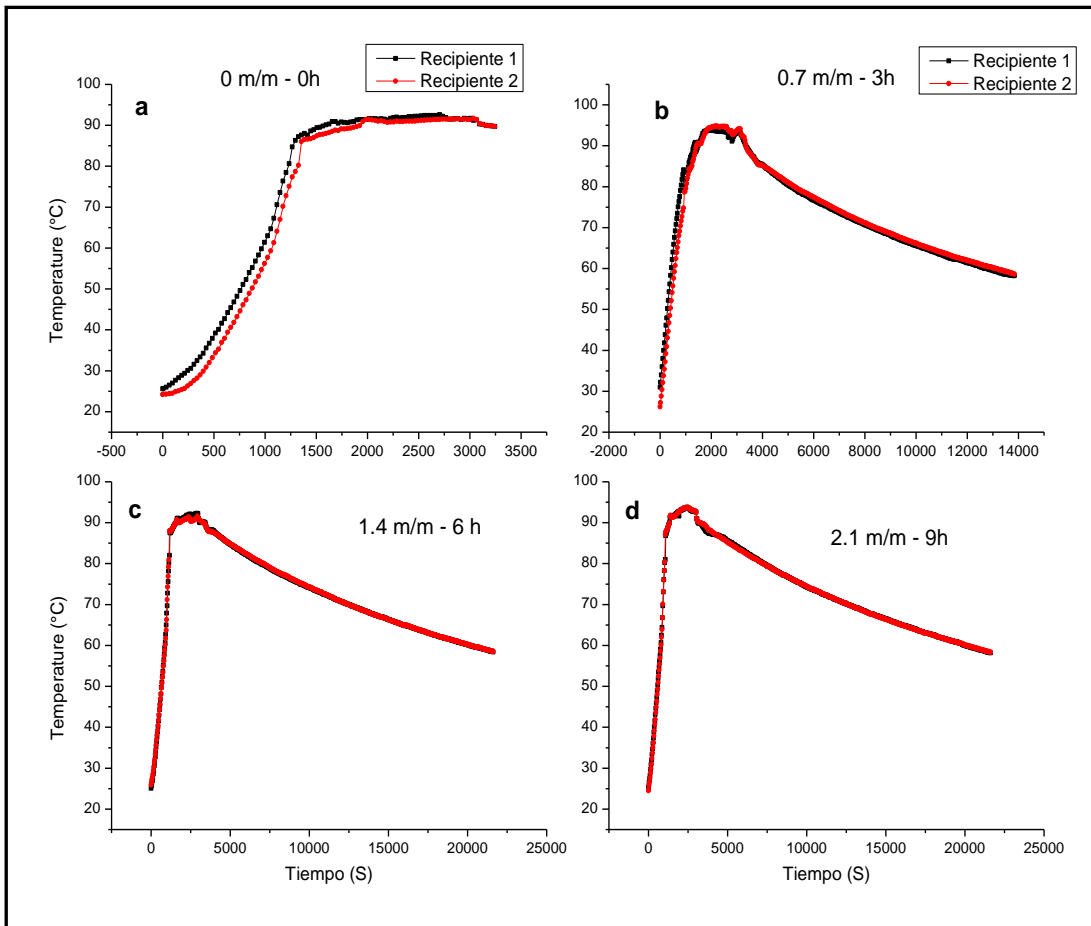 Recipiente 1
Recipiente 2
0 m/m - 0h
a
Temperature (°C)
100
90
80
70
60
50
40
30
20
-500 0 500 1000 1500 2000 2500 3000 3500
Recipiente 1
Recipiente 2
0.7 m/m - 3h
b
100
90
80
70
60
50
40
30
20
-2000 0 2000 4000 6000 8000 10000 12000 14000
c
1.4 m/m - 6 h
Temperature (°C)
100
90
80
70
60
50
40
30
20
0 5000 10000 15000 20000 25000
Tiempo (S)
d
2.1 m/m - 9h
100
90
80
70
60
50
40
30
20
0 5000 10000 15000 20000 25000
Tiempo (S)